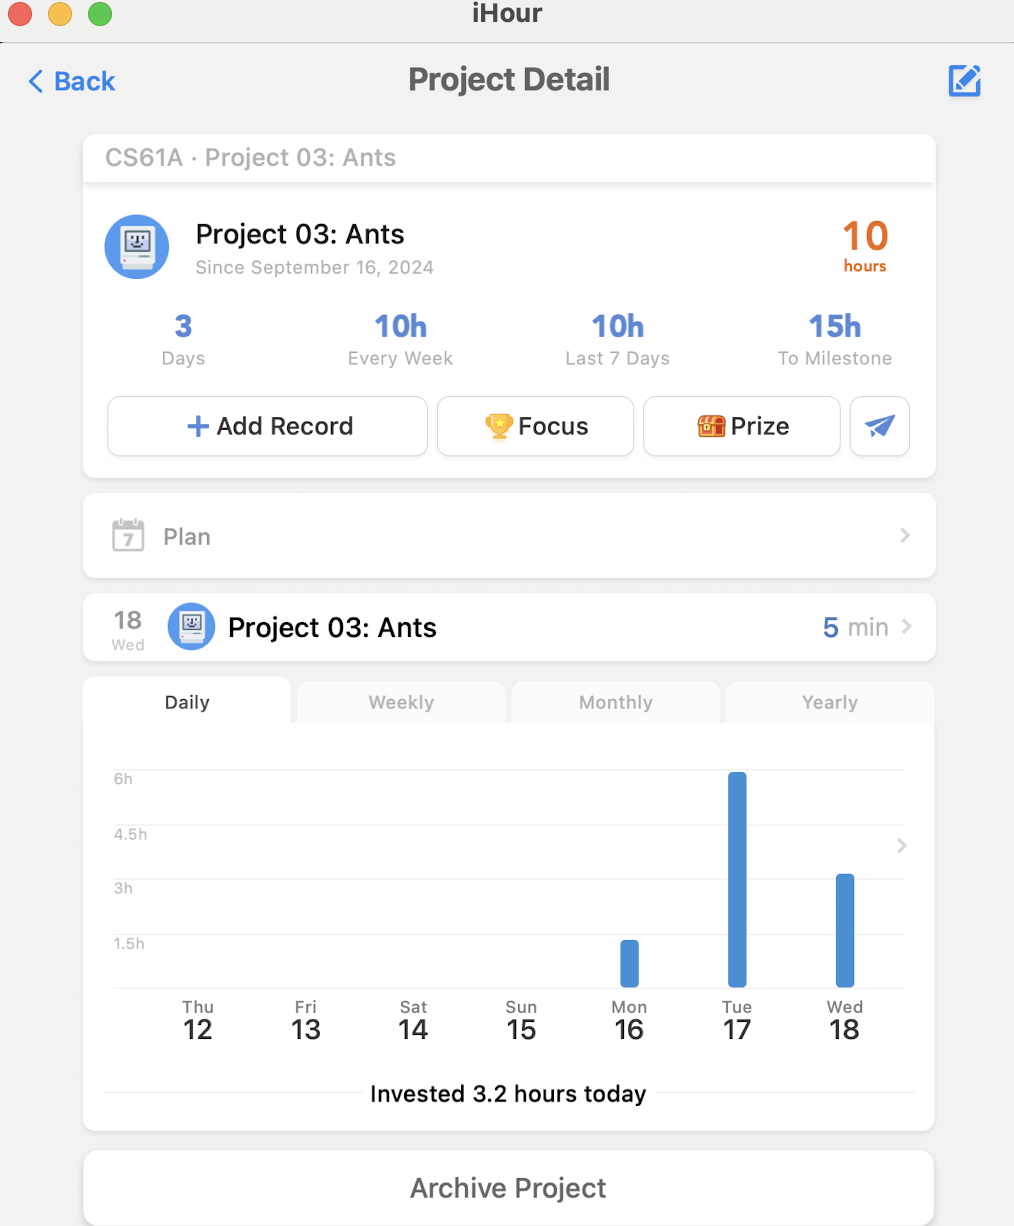 iHour
Back
Project Detail
CS61A · Project 03: Ants
Project 03: Ants
Since September 16, 2024
10
hours
3
Days
10h
Every Week
10h
Last 7 Days
15h
To Milestone
Add Record
Focus
Prize
7
Plan
18
Wed
Project 03: Ants
5 min
Daily
Weekly
Monthly
Yearly
6h
4.5h
3h
1.5h
Thu
12
Fri
13
Sat
14
Sun
15
Mon
16
Tue
17
Wed
18
Invested 3.2 hours today
Archive Project